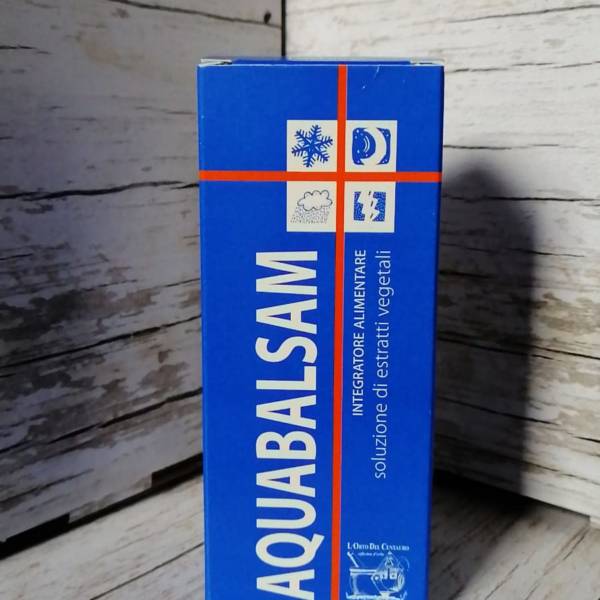 AQUABALSAM
INTEGRATORE ALIMENTARE
soluzione di estratti vegetali
L'ORTO DEL CENTAURO